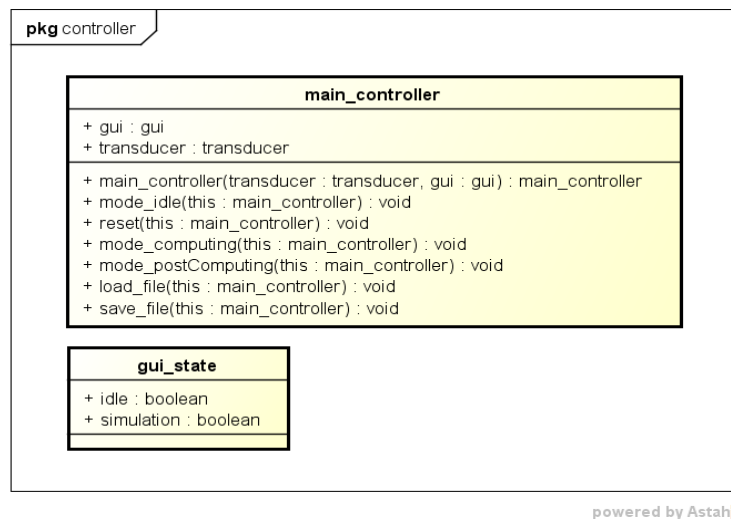 pkg controller
main_controller
+ gui : gui
+ transducer : transducer
+ main_controller(transducer : transducer, gui : gui) : main_controller
+ mode_idle(this : main_controller) : void
+ reset(this : main_controller) : void
+ mode_computing(this : main_controller) : void
+ mode_postComputing(this : main_controller) : void
+ load_file(this : main_controller) : void
+ save_file(this : main_controller) : void
gui_state
+ idle : boolean
+ simulation : boolean
powered by Astah